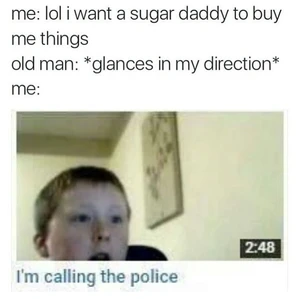 me: lol i want a sugar daddy to buy
me things
old man: *glances in my direction*
me:
2:48
I'm calling the police